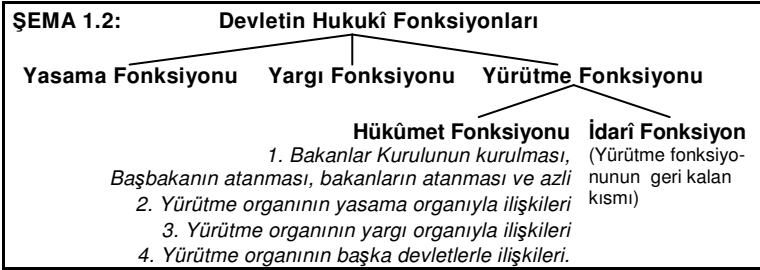 ŞEMA 1.2: Devletin Hukukî Fonksiyonları
Yasama Fonksiyonu Yargı Fonksiyonu Yürütme Fonksiyonu
Hükûmet Fonksiyonu
1. Bakanlar Kurulunun kurulması,
Başbakanın atanması, bakanların atanması ve azli
2. Yürütme organının yasama organıyla ilişkileri
3. Yürütme organının yargı organıyla ilişkileri
4. Yürütme organının başka devletlerle ilişkileri.
İdarî Fonksiyon
(Yürütme fonksiyo-
nunun geri kalan
kısmı)